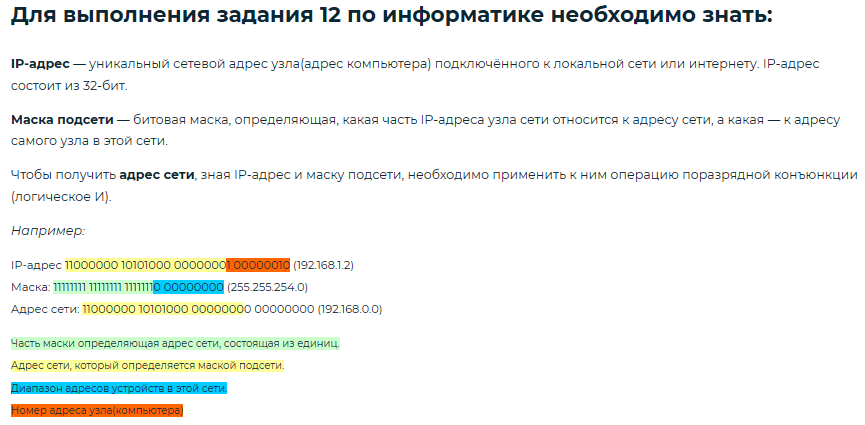 Для выполнения задания 12 по информатике необходимо знать:
IP-адрес — уникальный сетевой адрес узла(адрес компьютера) подключённого к локальной сети или интернету. IP-адрес
состоит из 32-бит.
Маска подсети — битовая маска, определяющая, какая часть IP-адреса узла сети относится к адресу сети, а какая — к адресу
самого узла в этой сети.
Чтобы получить адрес сети, зная IP-адрес и маску подсети, необходимо применить к ним операцию поразрядной конъюнкции
(логическое И).
Например:
IP-адрес 11000000 10101000 00000001 00000010 (192.168.1.2)
Маска: 11111111 11111111 11111110 00000000 (255.255.254.0)
Адрес сети: 11000000 10101000 00000000 00000000 (192.168.0.0)
Часть маски определяющая адрес сети, состоящая из единиц.
Адрес сети, который определяется маской подсети.
Диапазон адресов устройств в этой сети.
Номер адреса узла(компьютера)